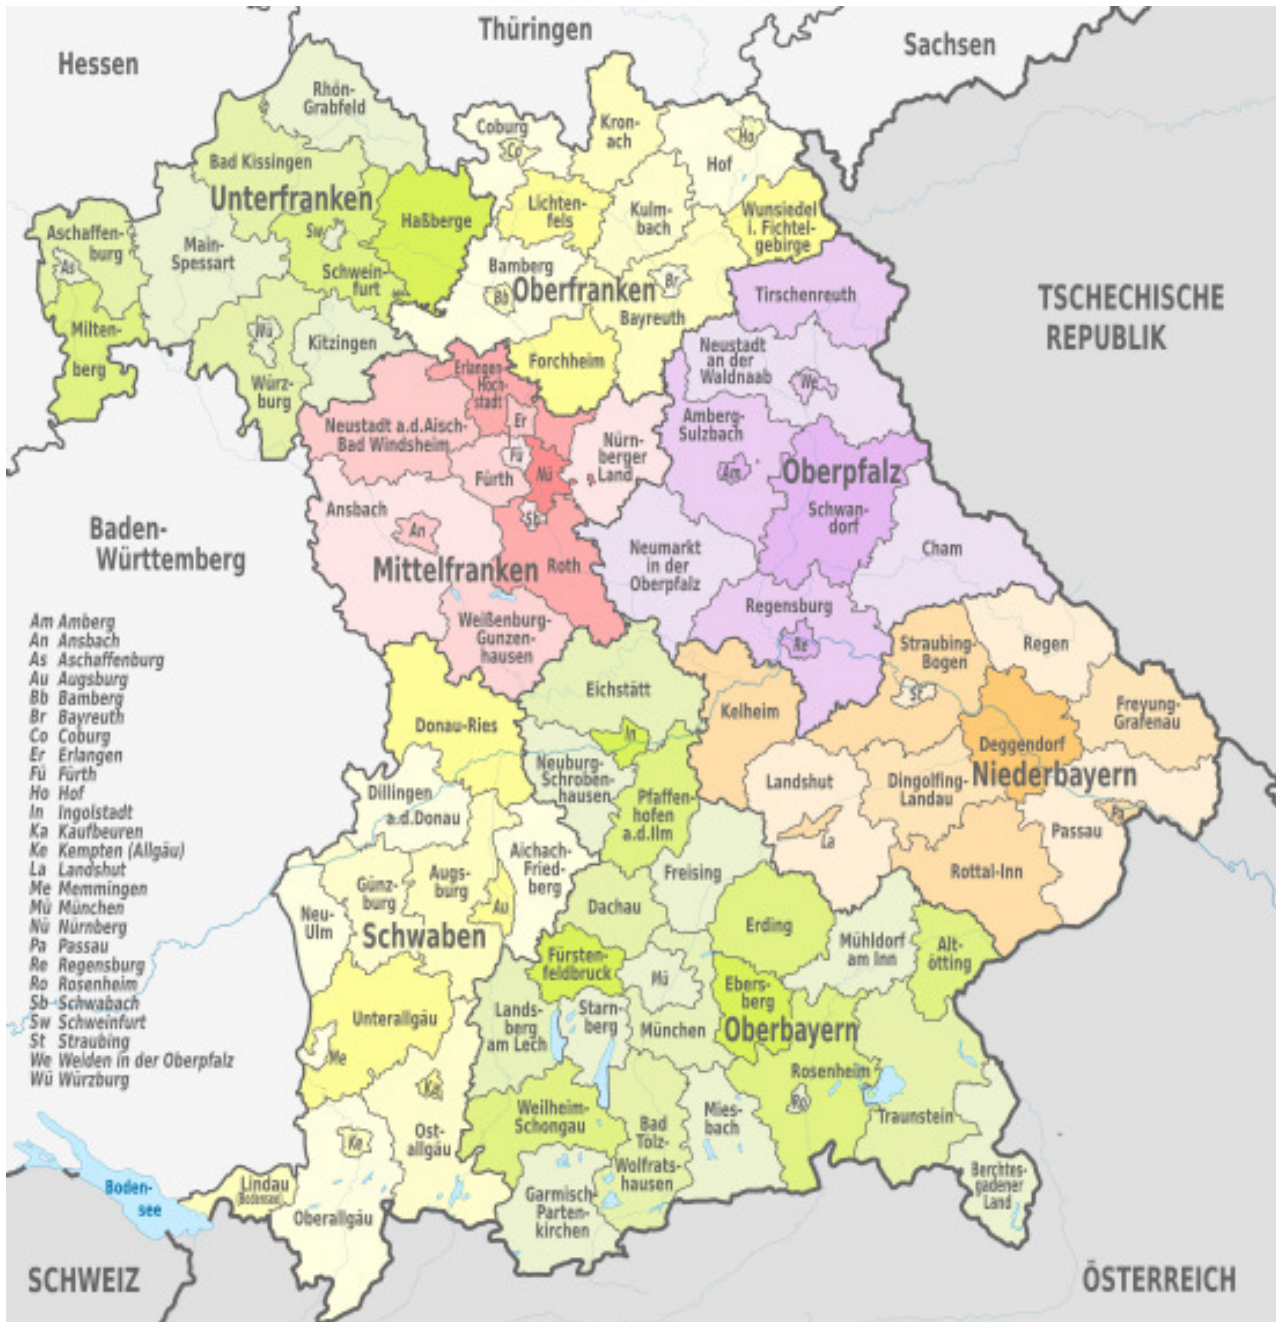 Hessen
Thüringen
Sachsen
Rhön-
Grabfeld
Coburg
Co
Kron-
ach
Ho
Hof
Bad Kissingen
Unterfranken
Haßberge
Lichten-
fels
Kulm-
bach
Wunsiedel
i. Fichtel-
gebirge
Aschaffen-
burg
As
Main-
Spessart
Sw
Schwein-
furt
Bamberg
Bb
Oberfranken
Br
Bayreuth
Tirschenreuth
TSCHECHISCHE
REPUBLIK
Milten-
berg
Wü
Würz-
burg
Kitzingen
Forchheim
Neustadt
an der
Waldnaab
We
Erlangen-
Höch-
stadt
Er
Neustadt a.d.Aisch-
Bad Windsheim
Fü
Fürth
Nü
Nürn-
berger
Land
Amberg-
Sulzbach
Am
Oberpfalz
Schwan-
dorf
Ansbach
An
Sb
Mittelfranken
Roth
Neumarkt
in der
Oberpfalz
Cham
Baden-
Württemberg
Weißenburg-
Gunzen-
hausen
Regensburg
Re
Straubing-
Bogen
St
Regen
Eichstätt
Kelheim
Freyung-
Grafenau
Donau-Ries
In
Deggendorf
Neuburg-
Schroben-
hausen
Pfaffen-
hofen
a.d.Ilm
Landshut
La
Dingolfing-
Landau
Niederbayern
Pa
Passau
Dillingen
a.d.Donau
Aichach-
Fried-
berg
Freising
Rottal-Inn
Günz-
burg
Augs-
burg
Au
Neu-
Ulm
Schwaben
Dachau
Erding
Mühldorf
am Inn
Alt-
ötting
Fürsten-
feldbruck
Mü
Ebers-
berg
Unterallgäu
Me
Lands-
berg
am Lech
Starn-
berg
München
Oberbayern
Rosenheim
Ro
Traunstein
Ka
Ost-
allgäu
Weilheim-
Schongau
Bad
Tölz-
Wolfrats-
hausen
Mies-
bach
Berchtes-
gadener
Land
Ke
Lindau
(Bodensee)
Oberallgäu
Garmisch-
Parten-
kirchen
Boden-
see
SCHWEIZ
ÖSTERREICH
Am Amberg
An Ansbach
As Aschaffenburg
Au Augsburg
Bb Bamberg
Br Bayreuth
Co Coburg
Er Erlangen
Fü Fürth
Ho Hof
In Ingolstadt
Ka Kaufbeuren
Ke Kempten (Allgäu)
La Landshut
Me Memmingen
Mü München
Nü Nürnberg
Pa Passau
Re Regensburg
Ro Rosenheim
Sb Schwabach
Sw Schweinfurt
St Straubing
We Weiden in der Oberpfalz
Wü Würzburg